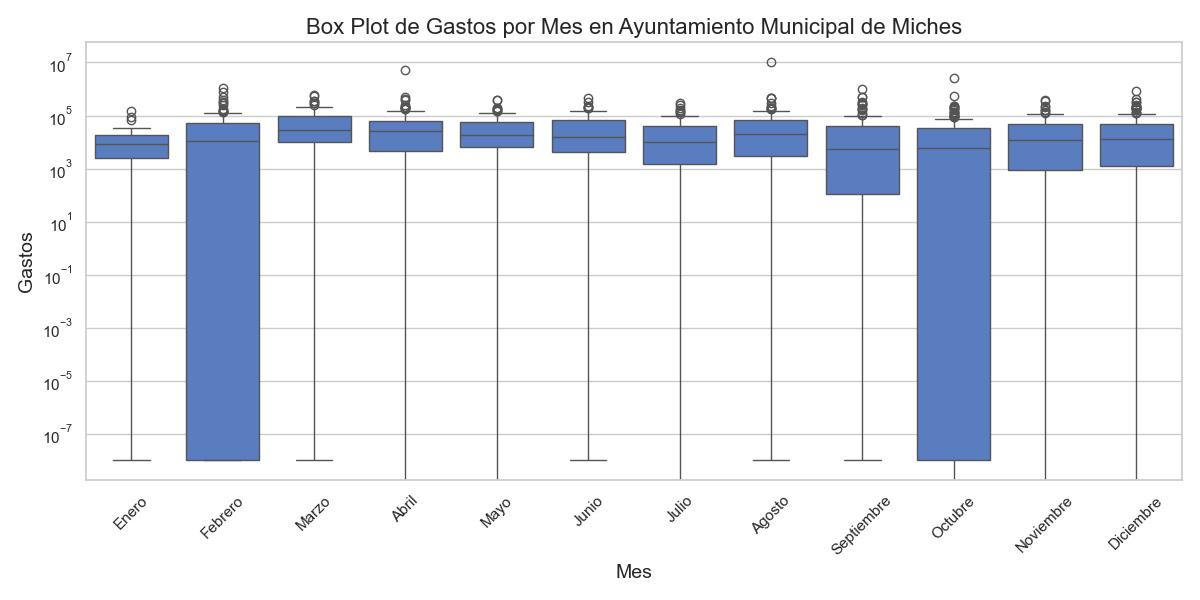 Box Plot de Gastos por Mes en Ayuntamiento Municipal de Miches
Gastos
10^7
10^5
10^3
10^1
10^−1
10^−3
10^−5
10^−7
Enero
Febrero
Marzo
Abril
Mayo
Junio
Julio
Agosto
Septiembre
Octubre
Noviembre
Diciembre
Mes